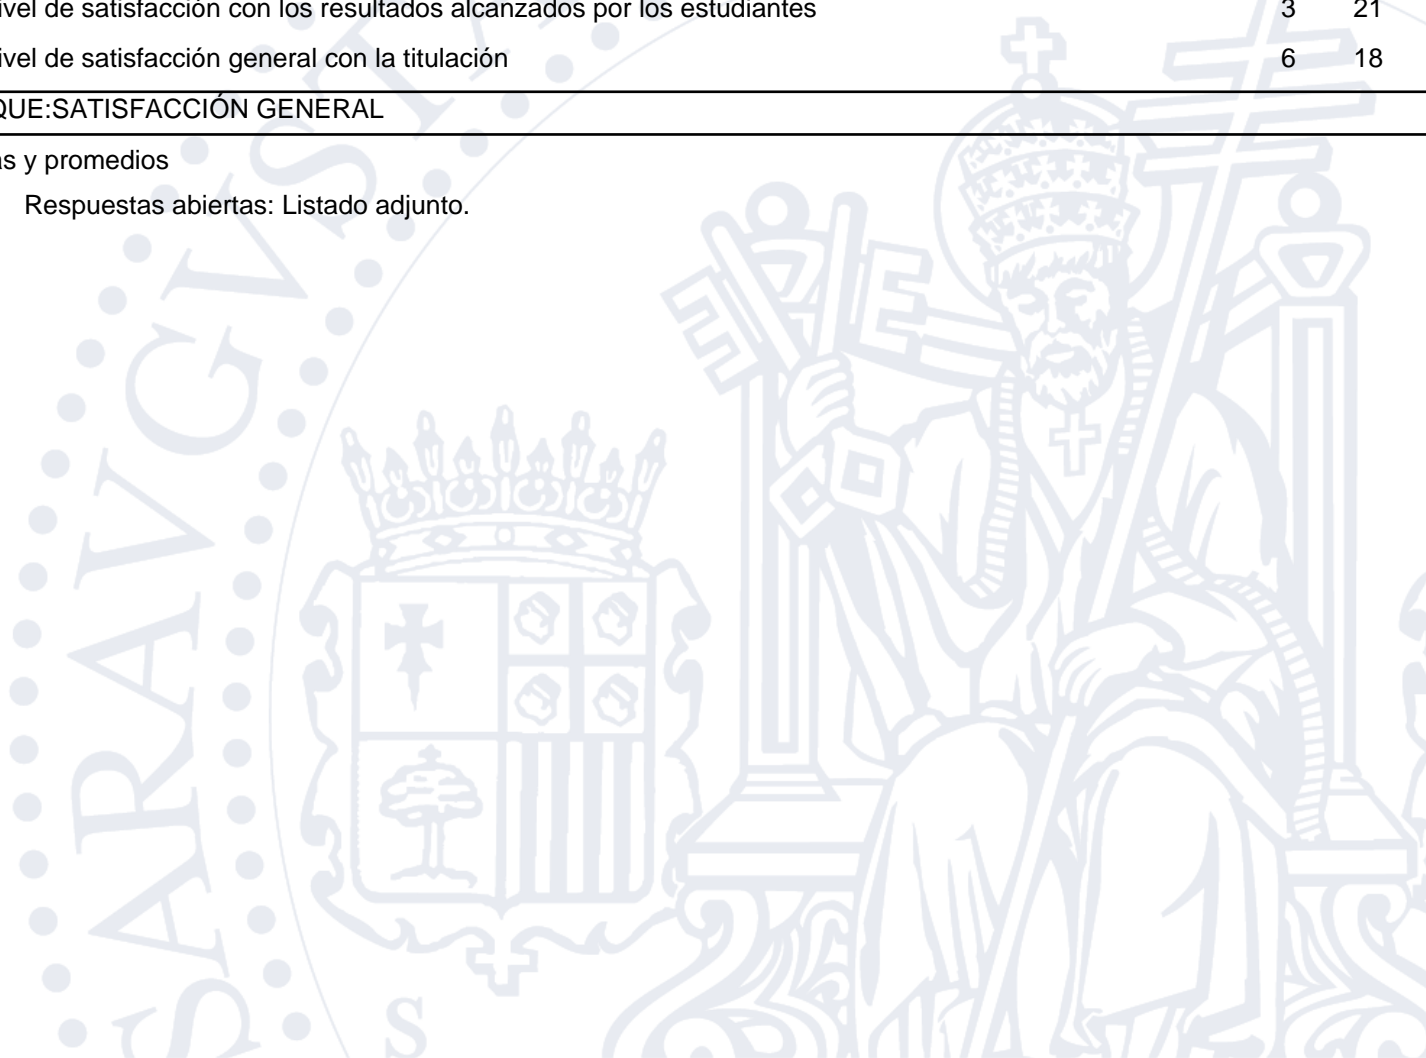 ivel de satisfacción con los resultados alcanzados por los estudiantes 3 21
ivel de satisfacción general con la titulación 6 18
QUE:SATISFACCIÓN GENERAL
as y promedios
Respuestas abiertas: Listado adjunto.
SARAVGVSTA
S